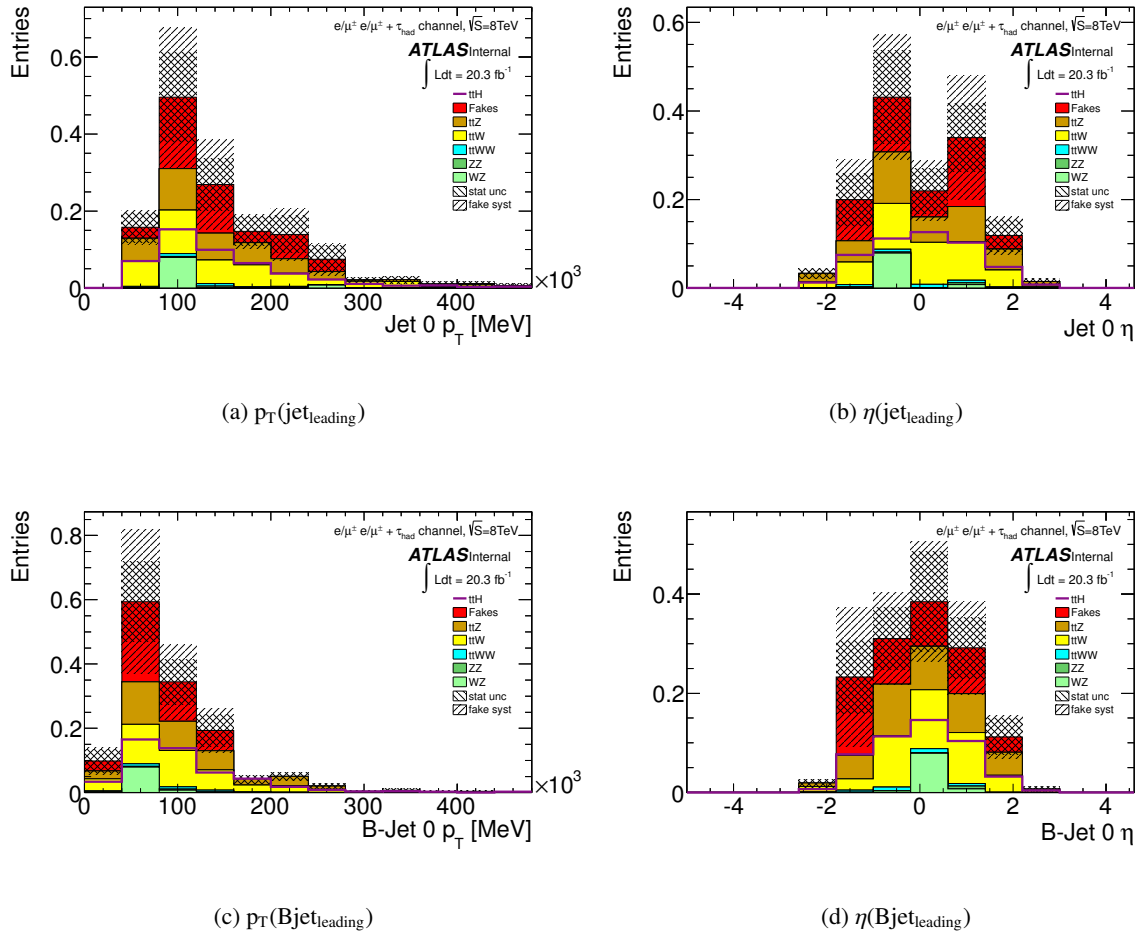 e/μ± e/μ± + τhad channel, √S=8TeV
ATLAS Internal
∫ Ldt = 20.3 fb-1
ttH
Fakes
ttZ
ttW
ttWW
ZZ
WZ
stat unc
fake syst
Entries
0.6
0.4
0.2
0
0 100 200 300 400 ×10³
Jet 0 pT [MeV]
(a) pT(jetleading)
e/μ± e/μ± + τhad channel, √S=8TeV
ATLAS Internal
∫ Ldt = 20.3 fb-1
ttH
Fakes
ttZ
ttW
ttWW
ZZ
WZ
stat unc
fake syst
Entries
0.6
0.4
0.2
0
-4 -2 0 2 4
Jet 0 η
(b) η(jetleading)
e/μ± e/μ± + τhad channel, √S=8TeV
ATLAS Internal
∫ Ldt = 20.3 fb-1
ttH
Fakes
ttZ
ttW
ttWW
ZZ
WZ
stat unc
fake syst
Entries
0.8
0.6
0.4
0.2
0
0 100 200 300 400 ×10³
B-Jet 0 pT [MeV]
(c) pT(Bjetleading)
e/μ± e/μ± + τhad channel, √S=8TeV
ATLAS Internal
∫ Ldt = 20.3 fb-1
ttH
Fakes
ttZ
ttW
ttWW
ZZ
WZ
stat unc
fake syst
Entries
0.4
0.2
0
-4 -2 0 2 4
B-Jet 0 η
(d) η(Bjetleading)